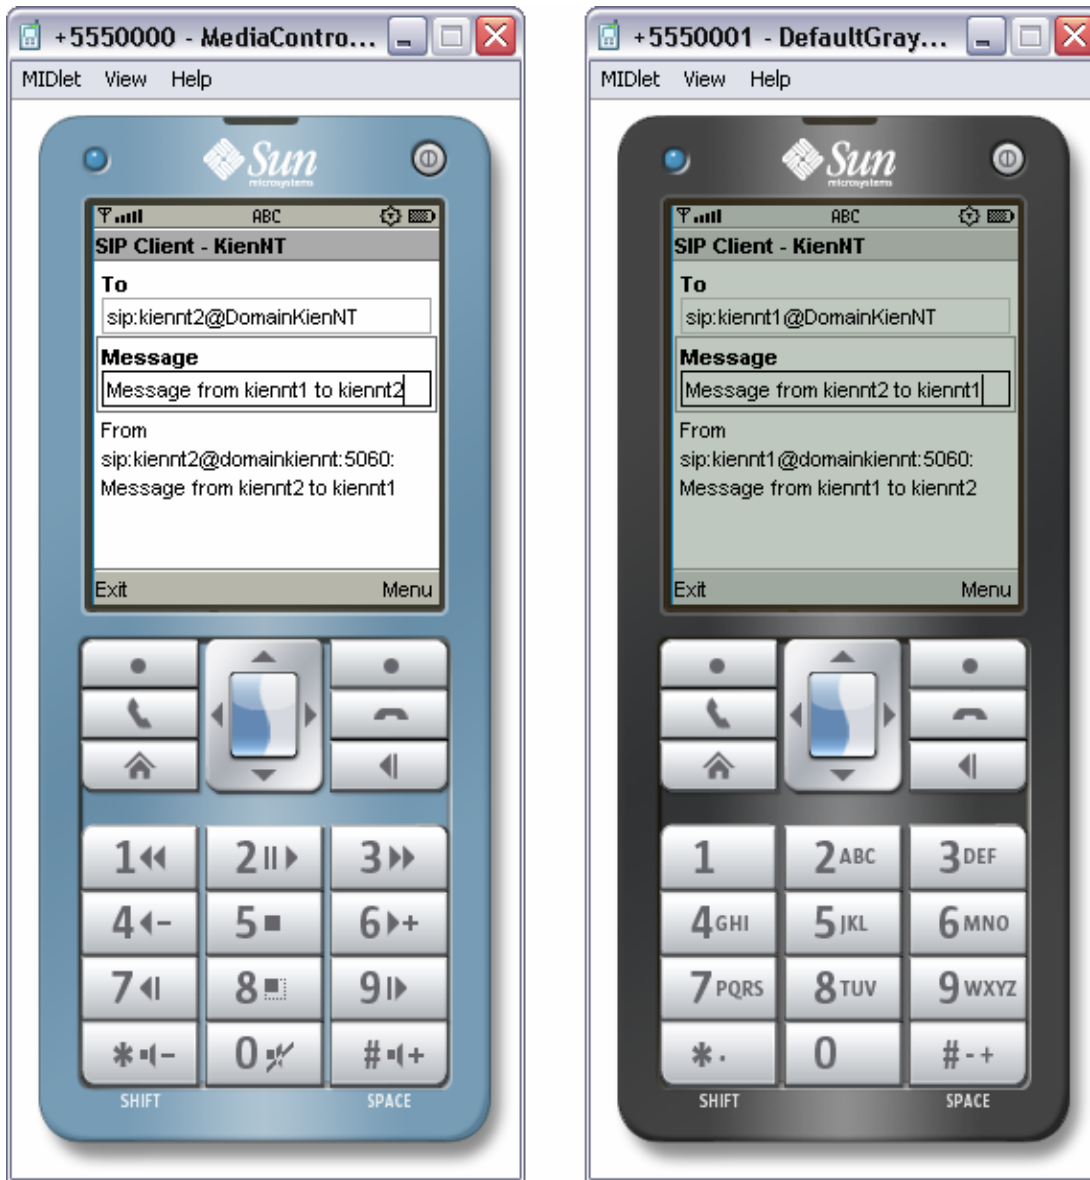 +5550000 - MediaContro...
MIDlet View Help
Sun
microsystems
ABC
SIP Client - KienNT
To
sip:kiennt2@DomainKienNT
Message
Message from kiennt1 to kiennt2
From
sip:kiennt2@domainkiennt:5060:
Message from kiennt2 to kiennt1
Exit Menu
1 2 3
4 - 5 6 +
7 8 9
* - 0 # +
SHIFT SPACE
+5550001 - DefaultGray...
MIDlet View Help
Sun
microsystems
ABC
SIP Client - KienNT
To
sip:kiennt1@DomainKienNT
Message
Message from kiennt2 to kiennt1
From
sip:kiennt1@domainkiennt:5060:
Message from kiennt1 to kiennt2
Exit Menu
1 2 ABC 3 DEF
4 GHI 5 JKL 6 MNO
7 PQRS 8 TUV 9 WXYZ
* . 0 # - +
SHIFT SPACE